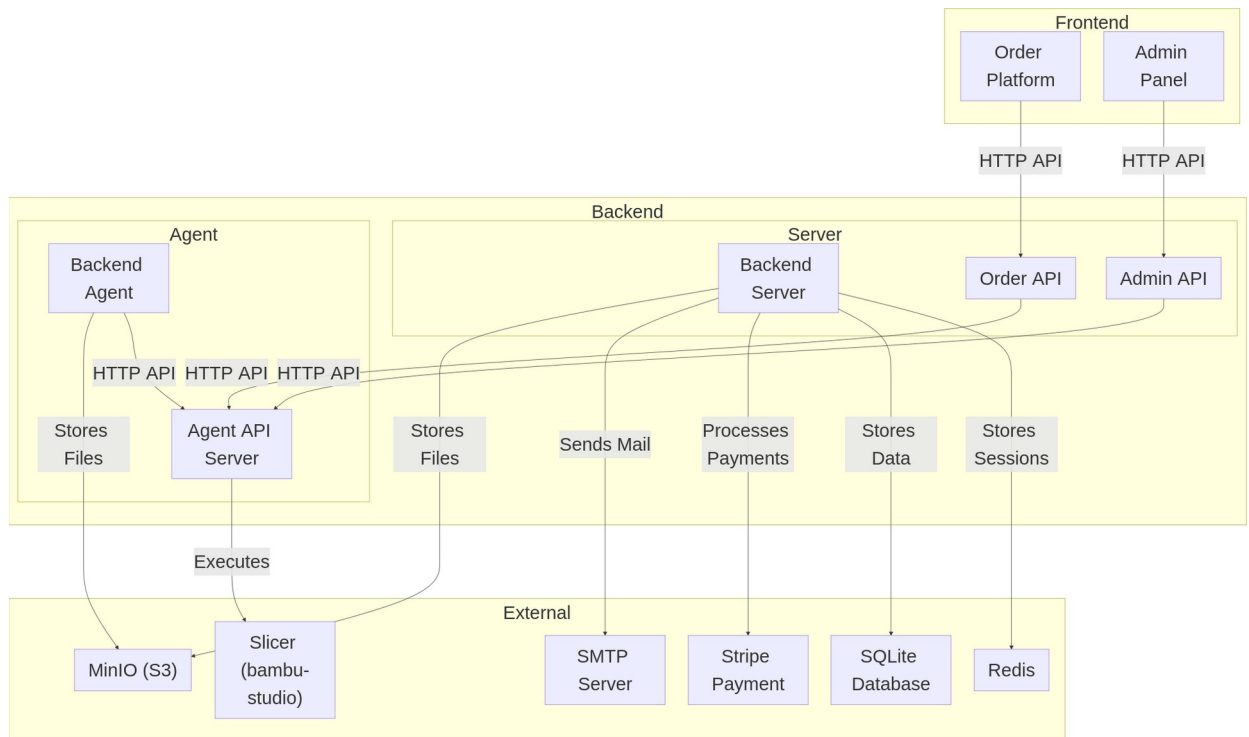 Frontend
Order
Platform
Admin
Panel
HTTP API
HTTP API
Backend
Agent
Server
Backend
Agent
Backend
Server
Order API
Admin API
HTTP API
HTTP API
HTTP API
Stores
Files
Agent API
Server
Stores
Files
Sends Mail
Processes
Payments
Stores
Data
Stores
Sessions
Executes
External
MinIO (S3)
Slicer
(bambu-
studio)
SMTP
Server
Stripe
Payment
SQLite
Database
Redis